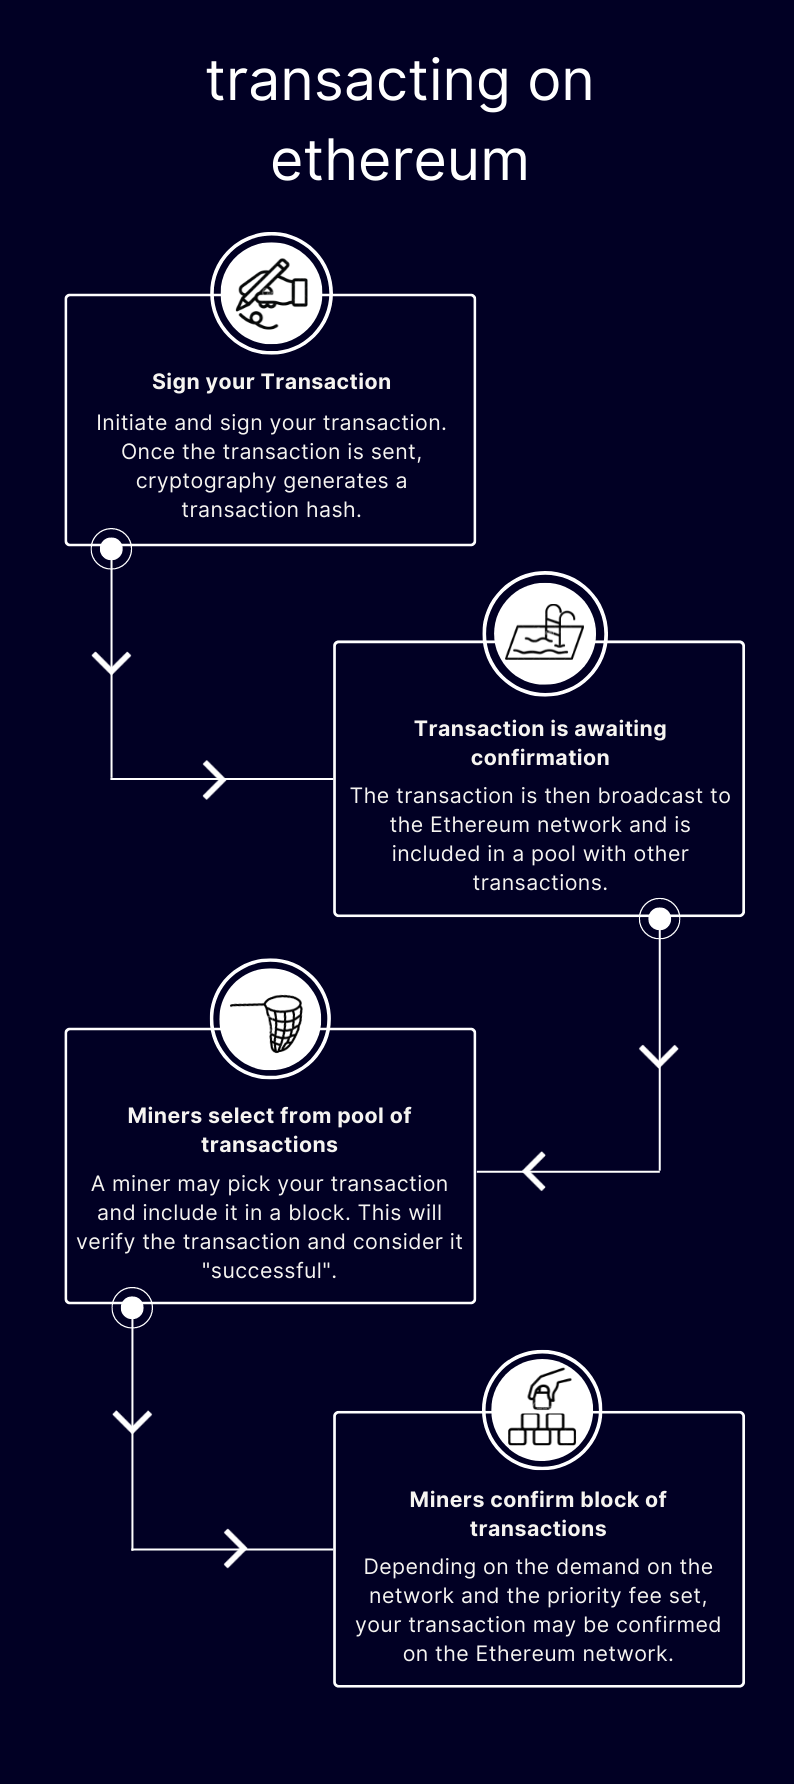 transacting on
ethereum
Sign your Transaction
Initiate and sign your transaction.
Once the transaction is sent,
cryptography generates a
transaction hash.
Transaction is awaiting
confirmation
The transaction is then broadcast to
the Ethereum network and is
included in a pool with other
transactions.
Miners select from pool of
transactions
A miner may pick your transaction
and include it in a block. This will
verify the transaction and consider it
"successful".
Miners confirm block of
transactions
Depending on the demand on the
network and the priority fee set,
your transaction may be confirmed
on the Ethereum network.